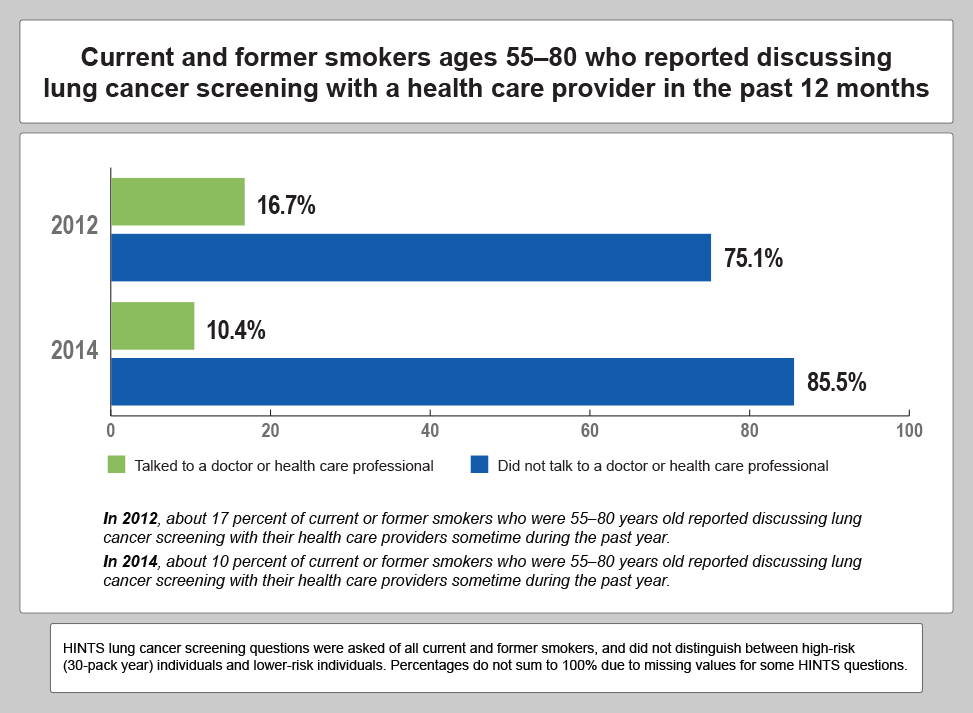 Current and former smokers ages 55–80 who reported discussing
lung cancer screening with a health care provider in the past 12 months
2012
16.7%
75.1%
2014
10.4%
85.5%
0 20 40 60 80 100
Talked to a doctor or health care professional
Did not talk to a doctor or health care professional
In 2012, about 17 percent of current or former smokers who were 55–80 years old reported discussing lung
cancer screening with their health care providers sometime during the past year.
In 2014, about 10 percent of current or former smokers who were 55–80 years old reported discussing lung
cancer screening with their health care providers sometime during the past year.
HINTS lung cancer screening questions were asked of all current and former smokers, and did not distinguish between high-risk
(30-pack year) individuals and lower-risk individuals. Percentages do not sum to 100% due to missing values for some HINTS questions.